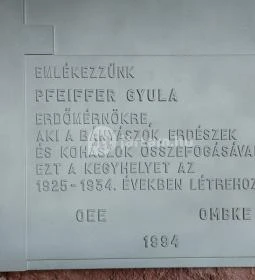 EMLÉKEZZÜNK
PFEIFFER GYULA
ERDŐMÉRNÖKRE,
AKI A BÁNYÁSZOK, ERDÉSZEK
ÉS KOHÁSZOK ÖSSZEFOGÁSÁVA
EZT A KEGYHELYET AZ
1925-1934. ÉVEKBEN LÉTREHOZ
OEE OMBKE
1994